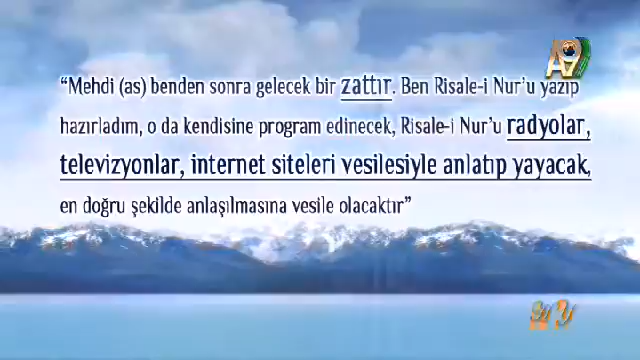 “Mehdi (as) benden sonra gelecek bir zattır. Ben Risale-i Nur’u yazıp
hazırladım, o da kendisine program edinecek, Risale-i Nur’u radyolar,
televizyonlar, internet siteleri vesilesiyle anlatıp yayacak,
en doğru şekilde anlaşılmasına vesile olacaktır”
A9